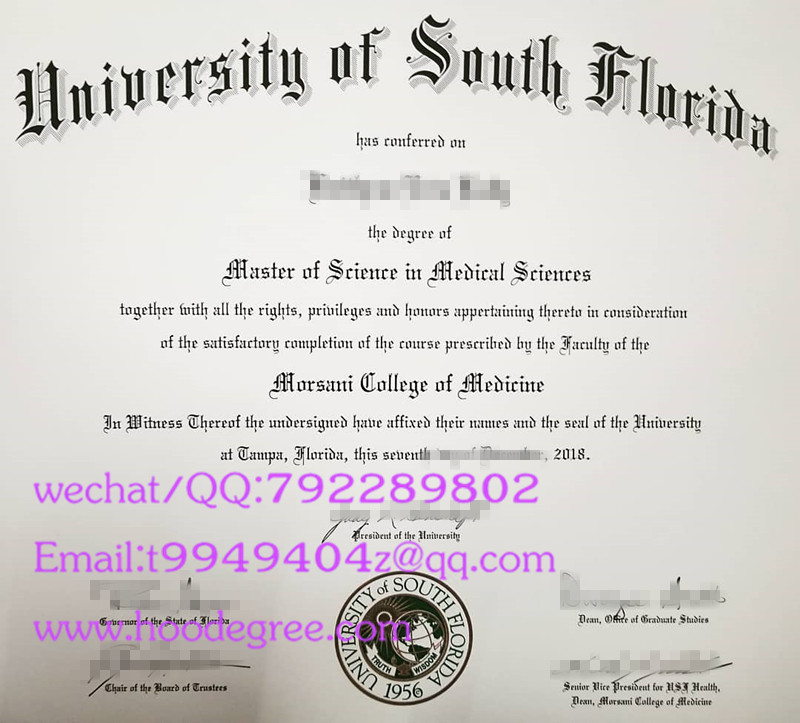 University of South Florida
has conferred on
the degree of
Master of Science in Medical Sciences
together with all the rights, privileges and honors appertaining thereto in consideration
of the satisfactory completion of the course prescribed by the Faculty of the
Morsani College of Medicine
In Witness Thereof the undersigned have affixed their names and the seal of the University
at Tampa, Florida, this seventh day of December, 2018.
wechat/QQ:792289802
President of the University
Email:t9949404z@qq.com
Governor of the State of Florida
Dean, Office of Graduate Studies
www.hoodegree.com
UNIVERSITY of SOUTH FLORIDA
TRUTH WISDOM
1956
Chair of the Board of Trustees
Senior Vice President for USF Health,
Dean, Morsani College of Medicine